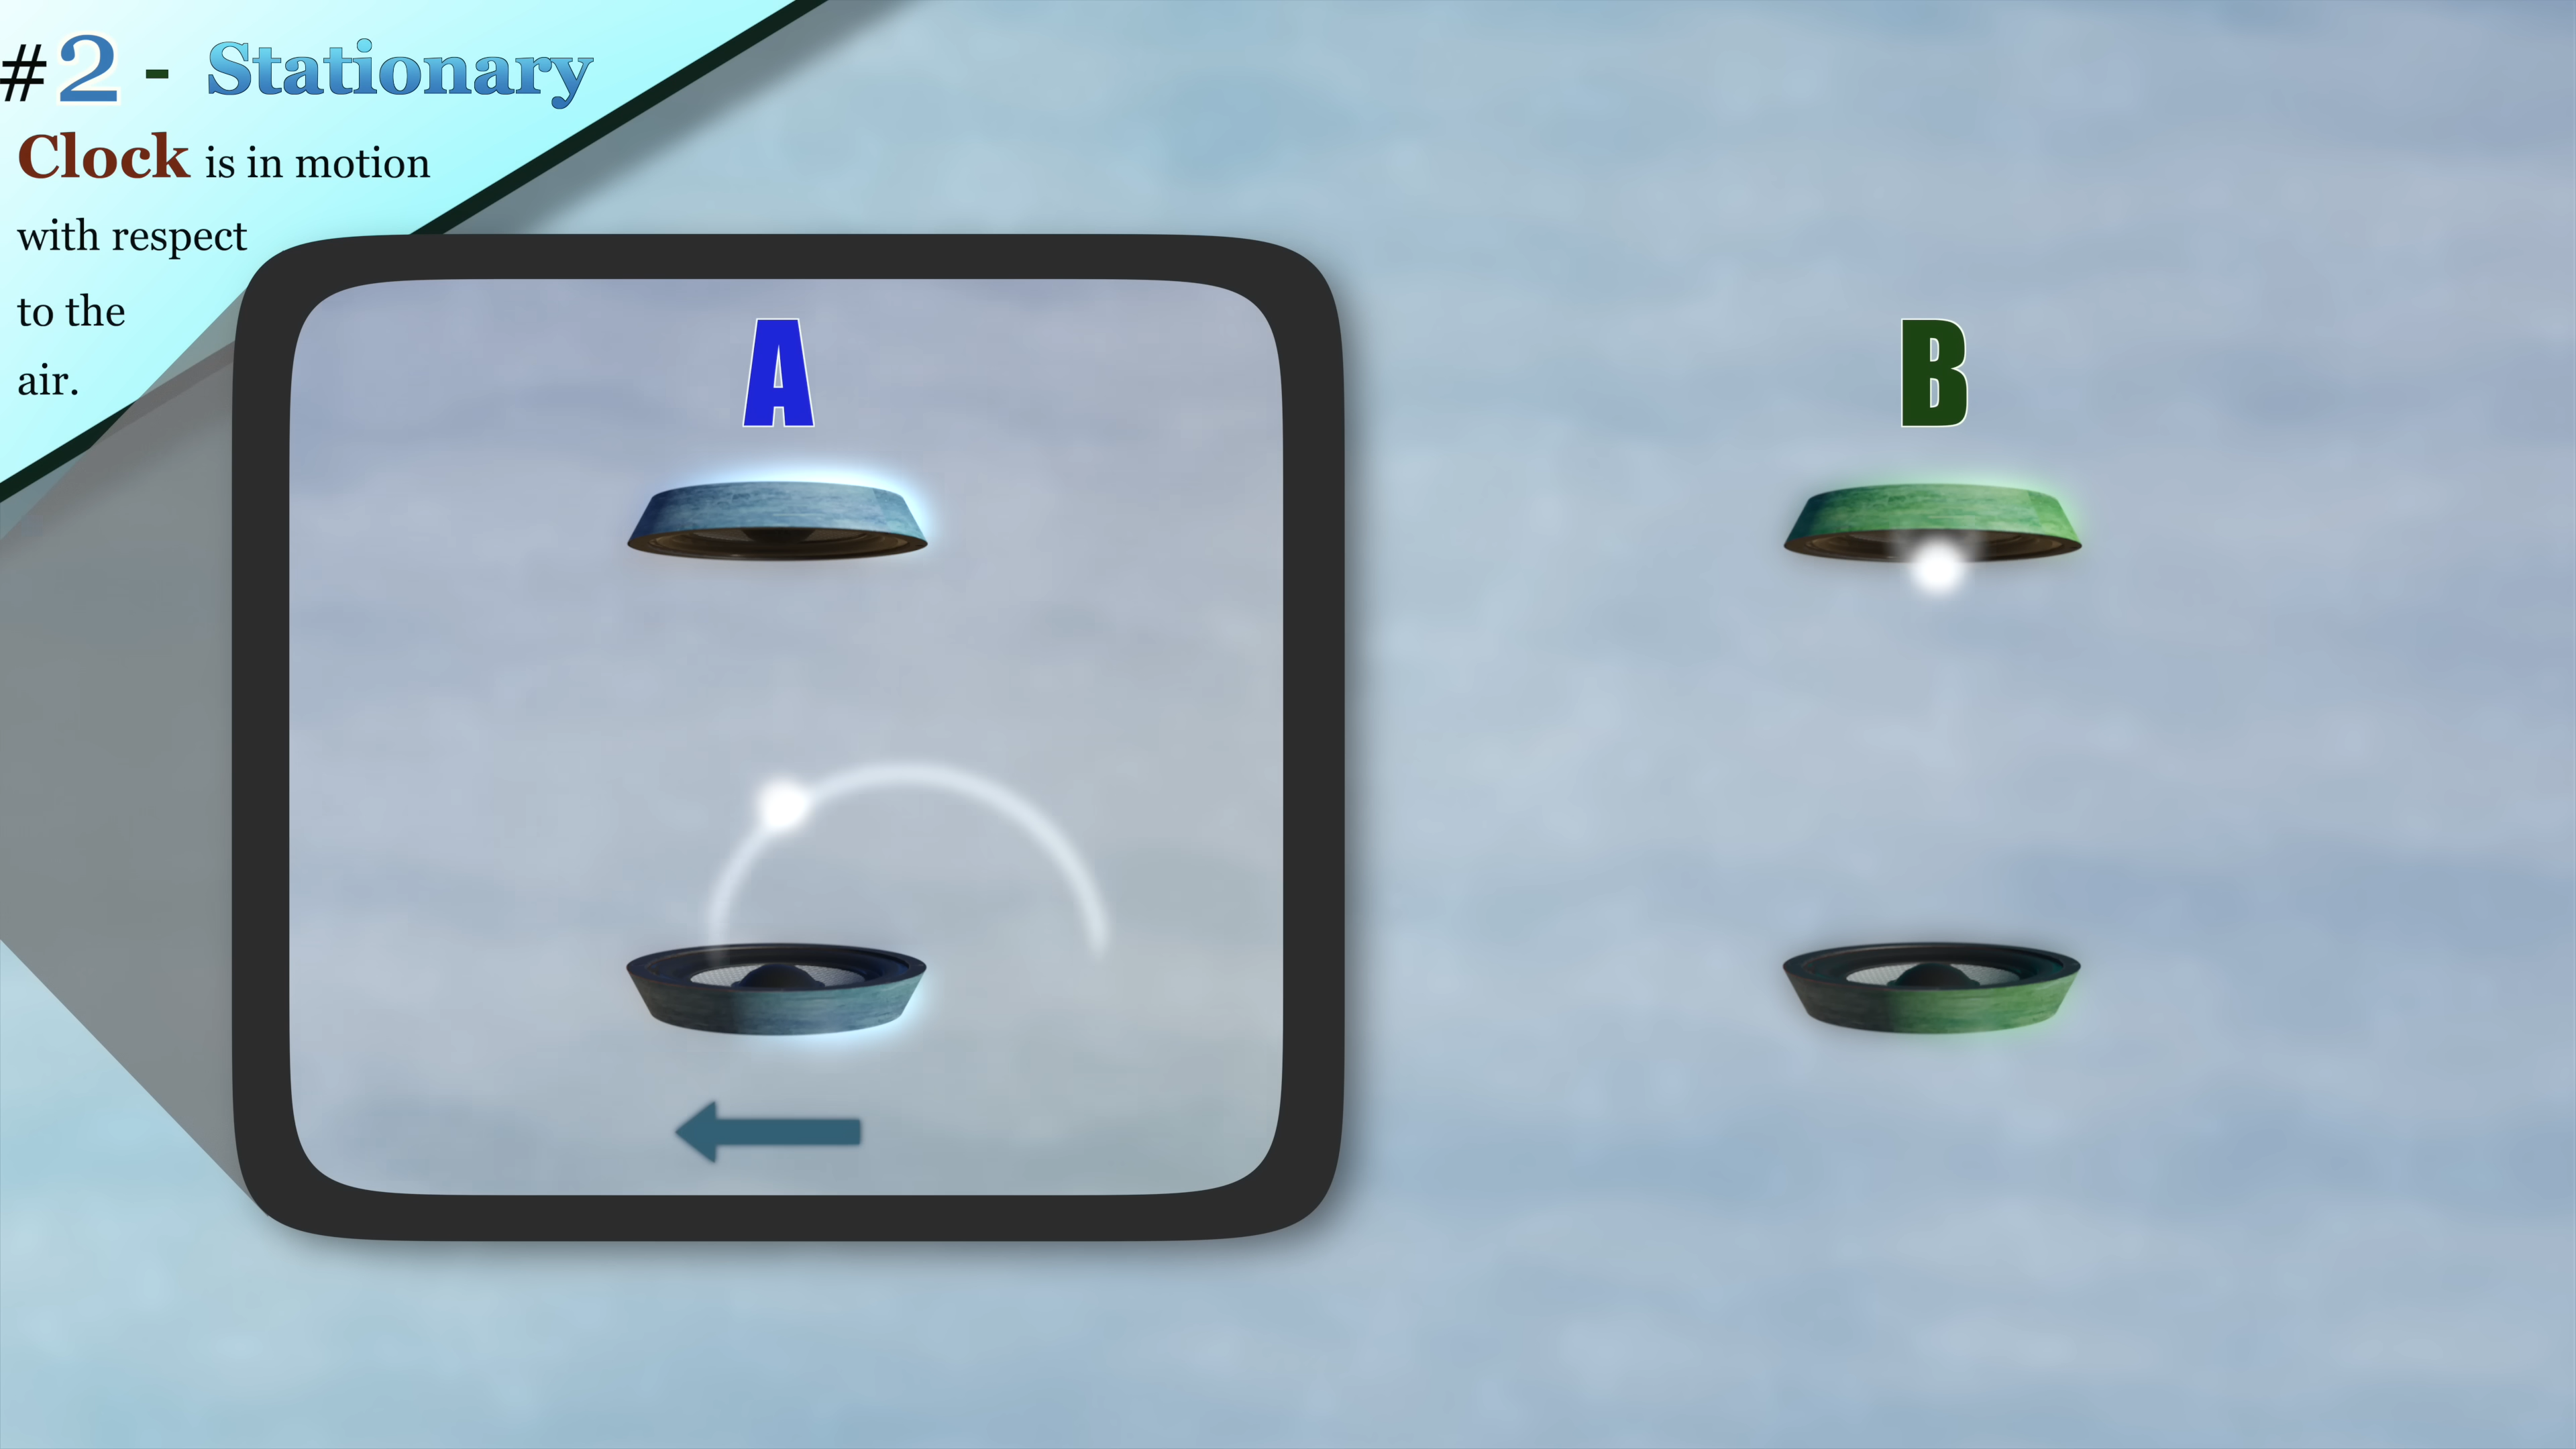 #2 - Stationary
Clock is in motion
with respect
to the
air.
A
B